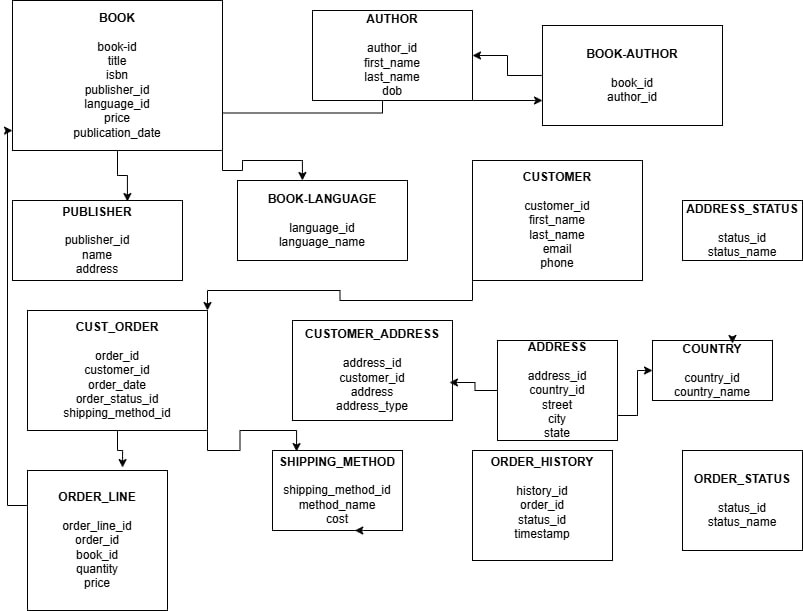 BOOK
book-id
title
isbn
publisher_id
language_id
price
publication_date
AUTHOR
author_id
first_name
last_name
dob
BOOK-AUTHOR
book_id
author_id
PUBLISHER
publisher_id
name
address
BOOK-LANGUAGE
language_id
language_name
CUSTOMER
customer_id
first_name
last_name
email
phone
ADDRESS_STATUS
status_id
status_name
CUST_ORDER
order_id
customer_id
order_date
order_status_id
shipping_method_id
CUSTOMER_ADDRESS
address_id
customer_id
address
address_type
ADDRESS
address_id
country_id
street
city
state
COUNTRY
country_id
country_name
ORDER_LINE
order_line_id
order_id
book_id
quantity
price
SHIPPING_METHOD
shipping_method_id
method_name
cost
ORDER_HISTORY
history_id
order_id
status_id
timestamp
ORDER_STATUS
status_id
status_name